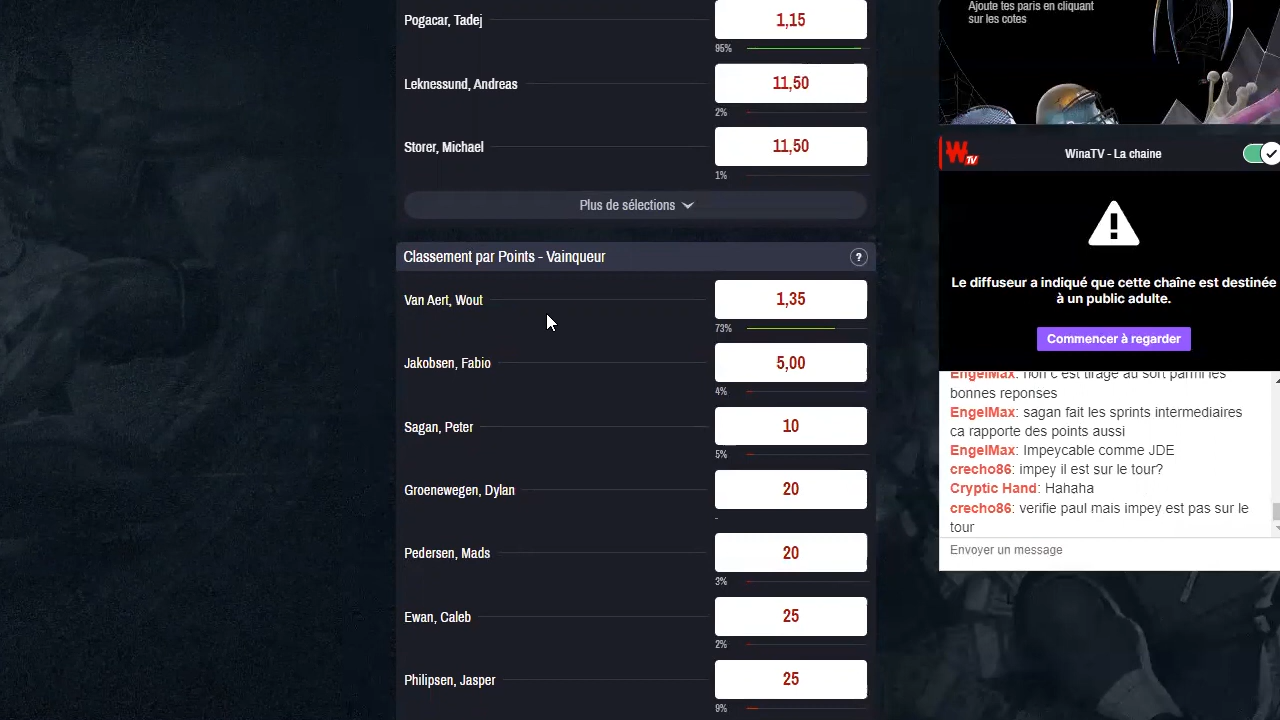 Ajoute tes paris en cliquant
sur les cotes
Pogacar, Tadej 1,15
95%
Leknessund, Andreas 11,50
2%
Storer, Michael 11,50
1%
Plus de sélections
Classement par Points - Vainqueur ?
Van Aert, Wout 1,35
73%
Jakobsen, Fabio 5,00
4%
Sagan, Peter 10
5%
Groenewegen, Dylan 20
-
Pedersen, Mads 20
3%
Ewan, Caleb 25
2%
Philipsen, Jasper 25
9%
W TV WinaTV - La chaine
Le diffuseur a indiqué que cette chaîne est destinée
à un public adulte.
Commencer à regarder
EngelMax: non c est tirage au sort parmi les
bonnes reponses
EngelMax: sagan fait les sprints intermediaires
ca rapporte des points aussi
EngelMax: Impeycable comme JDE
crecho86: impey il est sur le tour?
Cryptic Hand: Hahaha
crecho86: verifie paul mais impey est pas sur le
tour
Envoyer un message